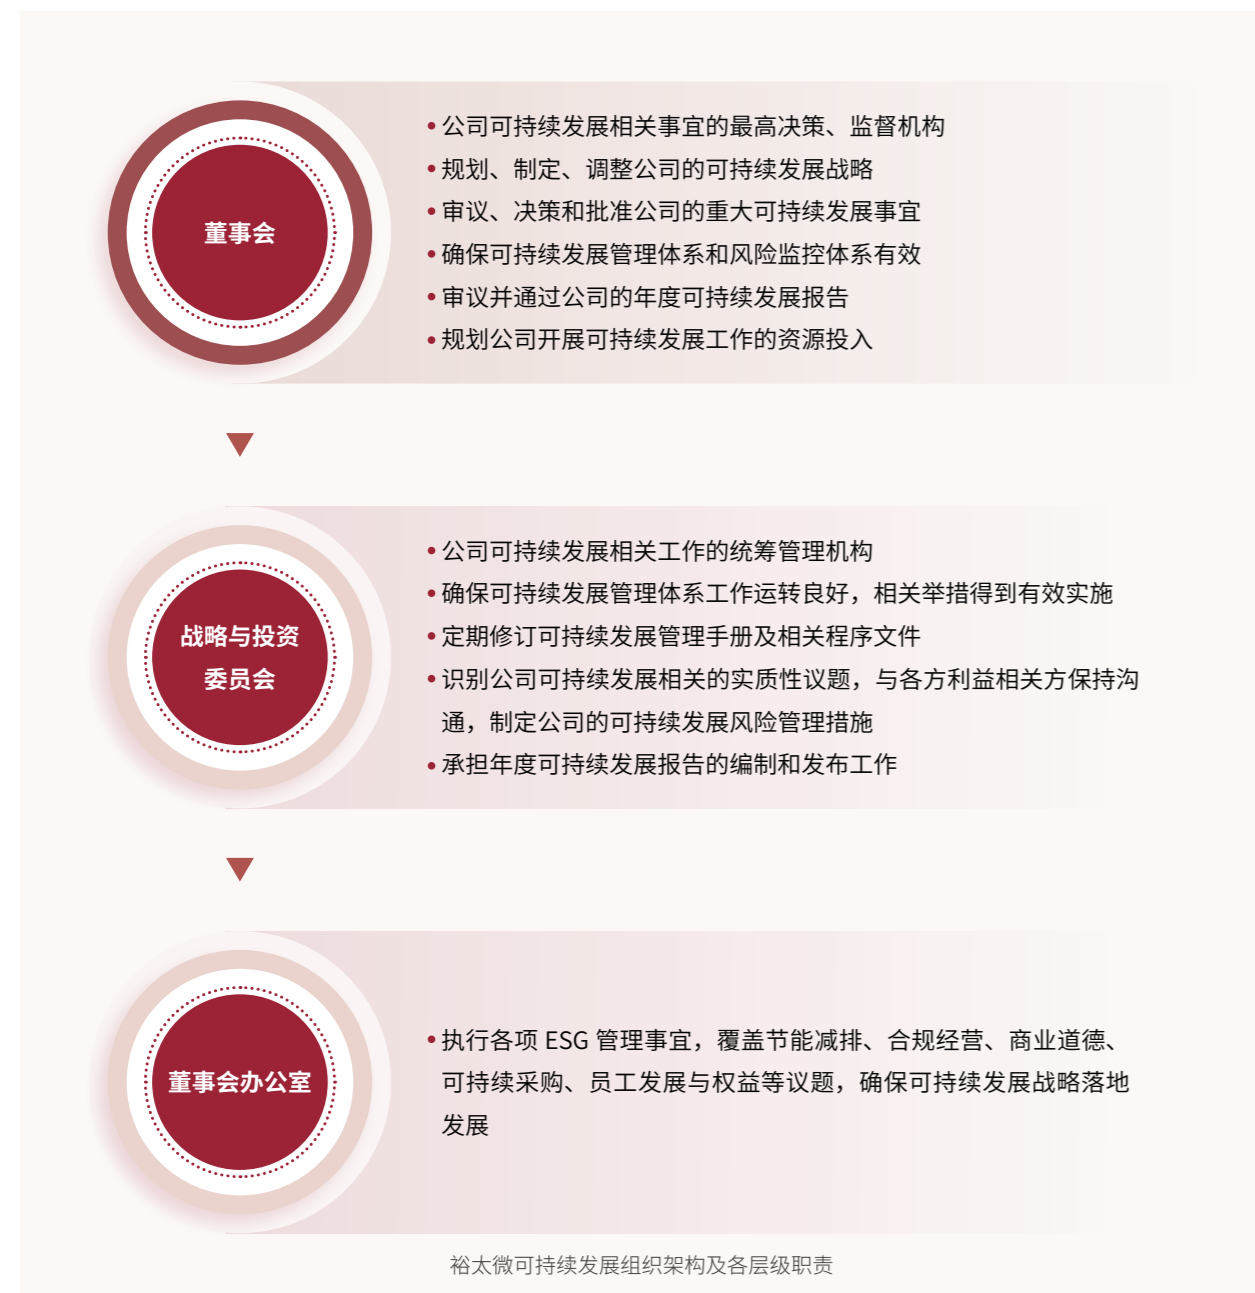 董事会
• 公司可持续发展相关事宜的最高决策、监督机构
• 规划、制定、调整公司的可持续发展战略
• 审议、决策和批准公司的重大可持续发展事宜
• 确保可持续发展管理体系和风险监控体系有效
• 审议并通过公司的年度可持续发展报告
• 规划公司开展可持续发展工作的资源投入
战略与投资
委员会
• 公司可持续发展相关工作的统筹管理机构
• 确保可持续发展管理体系工作运转良好，相关举措得到有效实施
• 定期修订可持续发展管理手册及相关程序文件
• 识别公司可持续发展相关的实质性议题，与各方利益相关方保持沟
通，制定公司的可持续发展风险管理措施
• 承担年度可持续发展报告的编制和发布工作
董事会办公室
• 执行各项 ESG 管理事宜，覆盖节能减排、合规经营、商业道德、
可持续采购、员工发展与权益等议题，确保可持续发展战略落地
发展
裕太微可持续发展组织架构及各层级职责